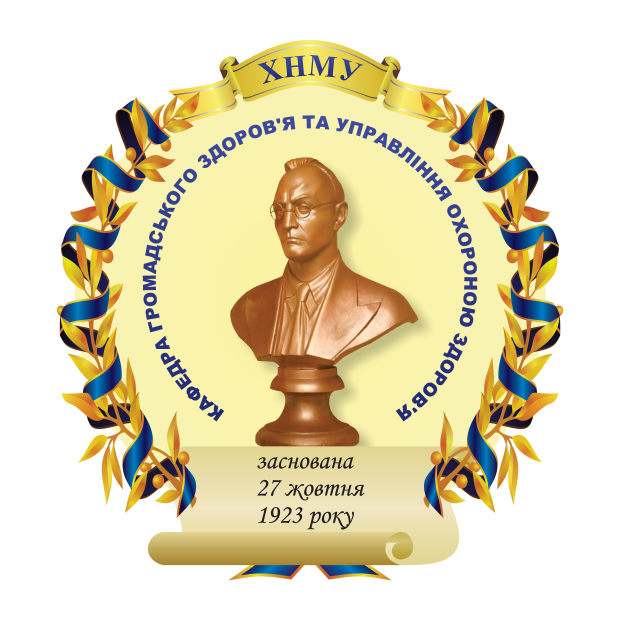 ХНМУ
КАФЕДРА ГРОМАДСЬКОГО ЗДОРОВ'Я ТА УПРАВЛІННЯ ОХОРОНОЮ ЗДОРОВ'Я
заснована
27 жовтня
1923 року